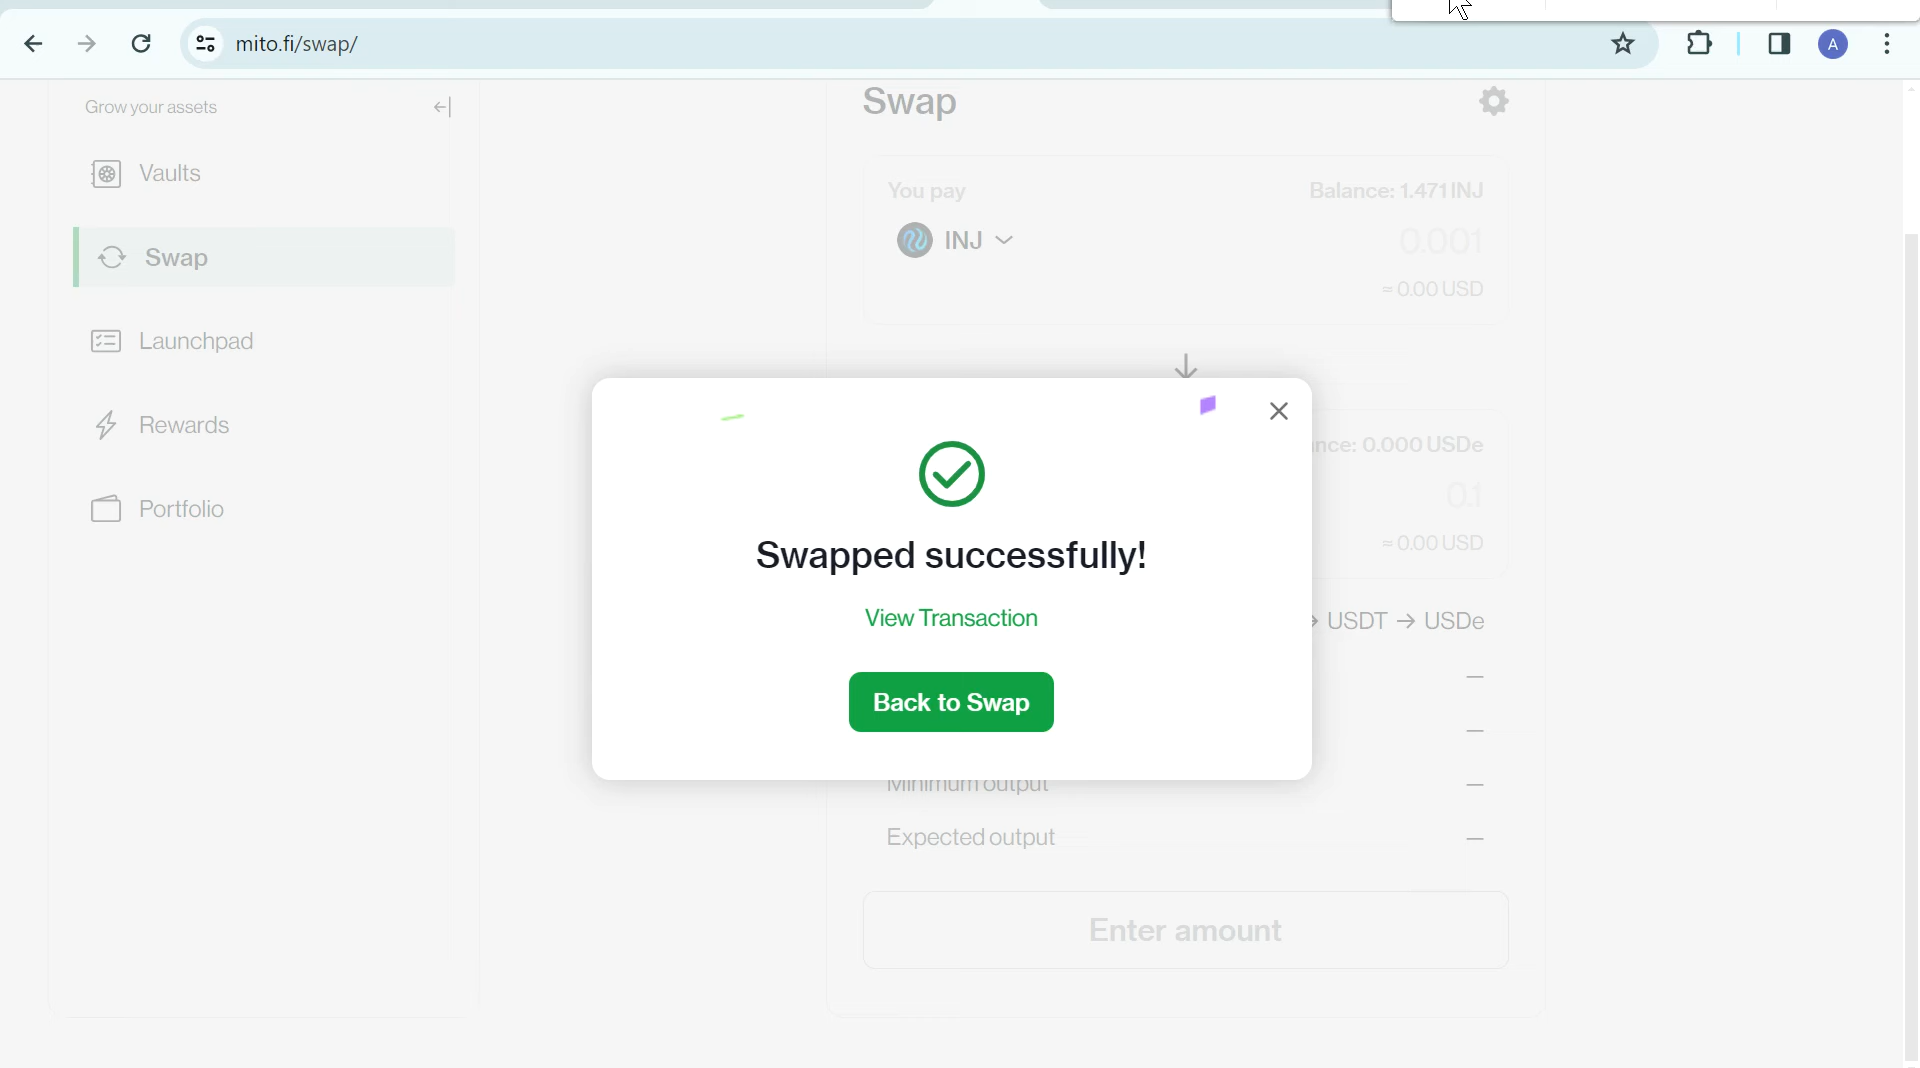 mito.fi/swap/
A
Grow your assets
Vaults
Swap
Launchpad
Rewards
Portfolio
Swap
You pay
Balance: 1.471 INJ
INJ
0.001
≈ 0.00 USD
nce: 0.000 USDe
0.1
≈ 0.00 USD
Swapped successfully!
View Transaction
Back to Swap
→ USDT → USDe
—
—
Minimum output
—
Expected output
—
Enter amount